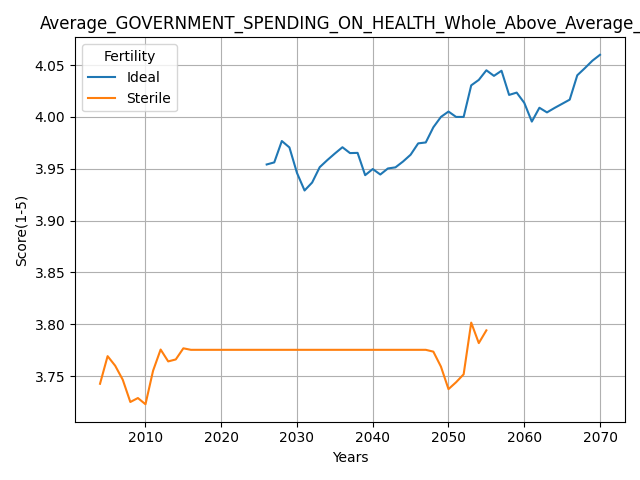 Average_GOVERNMENT_SPENDING_ON_HEALTH_Whole_Above_Average_
Fertility
Ideal
Sterile
4.05
4.00
3.95
3.90
3.85
3.80
3.75
Score(1-5)
2010 2020 2030 2040 2050 2060 2070
Years